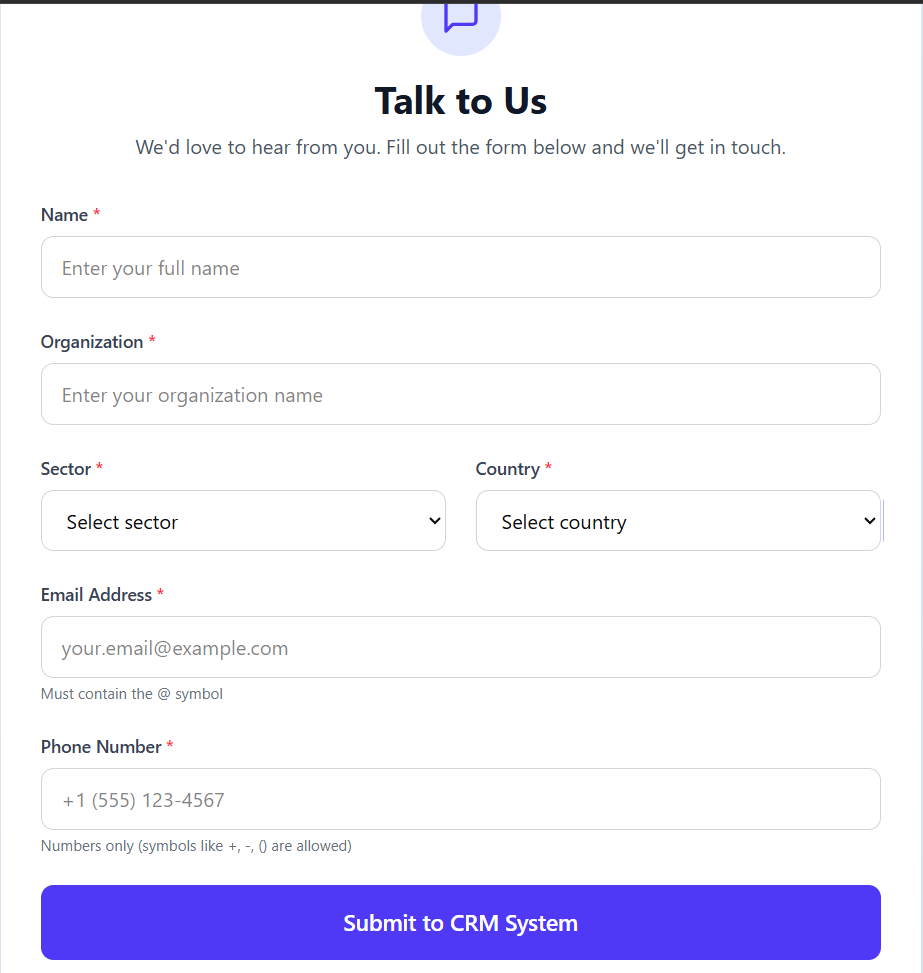 Talk to Us
We'd love to hear from you. Fill out the form below and we'll get in touch.
Name *
Enter your full name
Organization *
Enter your organization name
Sector *
Select sector
Country *
Select country
Email Address *
your.email@example.com
Must contain the @ symbol
Phone Number *
+1 (555) 123-4567
Numbers only (symbols like +, -, () are allowed)
Submit to CRM System